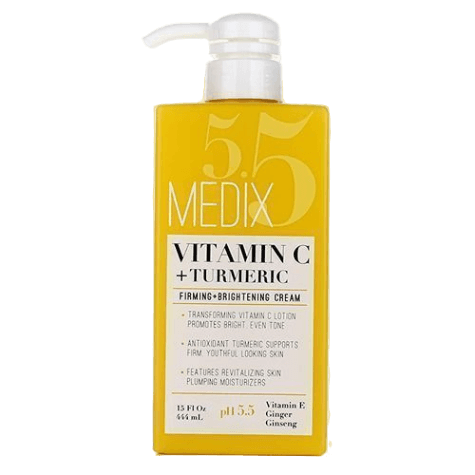 5.5
MEDIX
VITAMIN C
+ TURMERIC
FIRMING+BRIGHTENING CREAM
• TRANSFORMING VITAMIN C LOTION
PROMOTES BRIGHT, EVEN TONE
• ANTIOXIDANT TURMERIC SUPPORTS
FIRM, YOUTHFUL LOOKING SKIN
• FEATURES REVITALIZING SKIN
PLUMPING MOISTURIZERS
15 Fl Oz
444 mL
pH 5.5
Vitamin E
Ginger
Ginseng